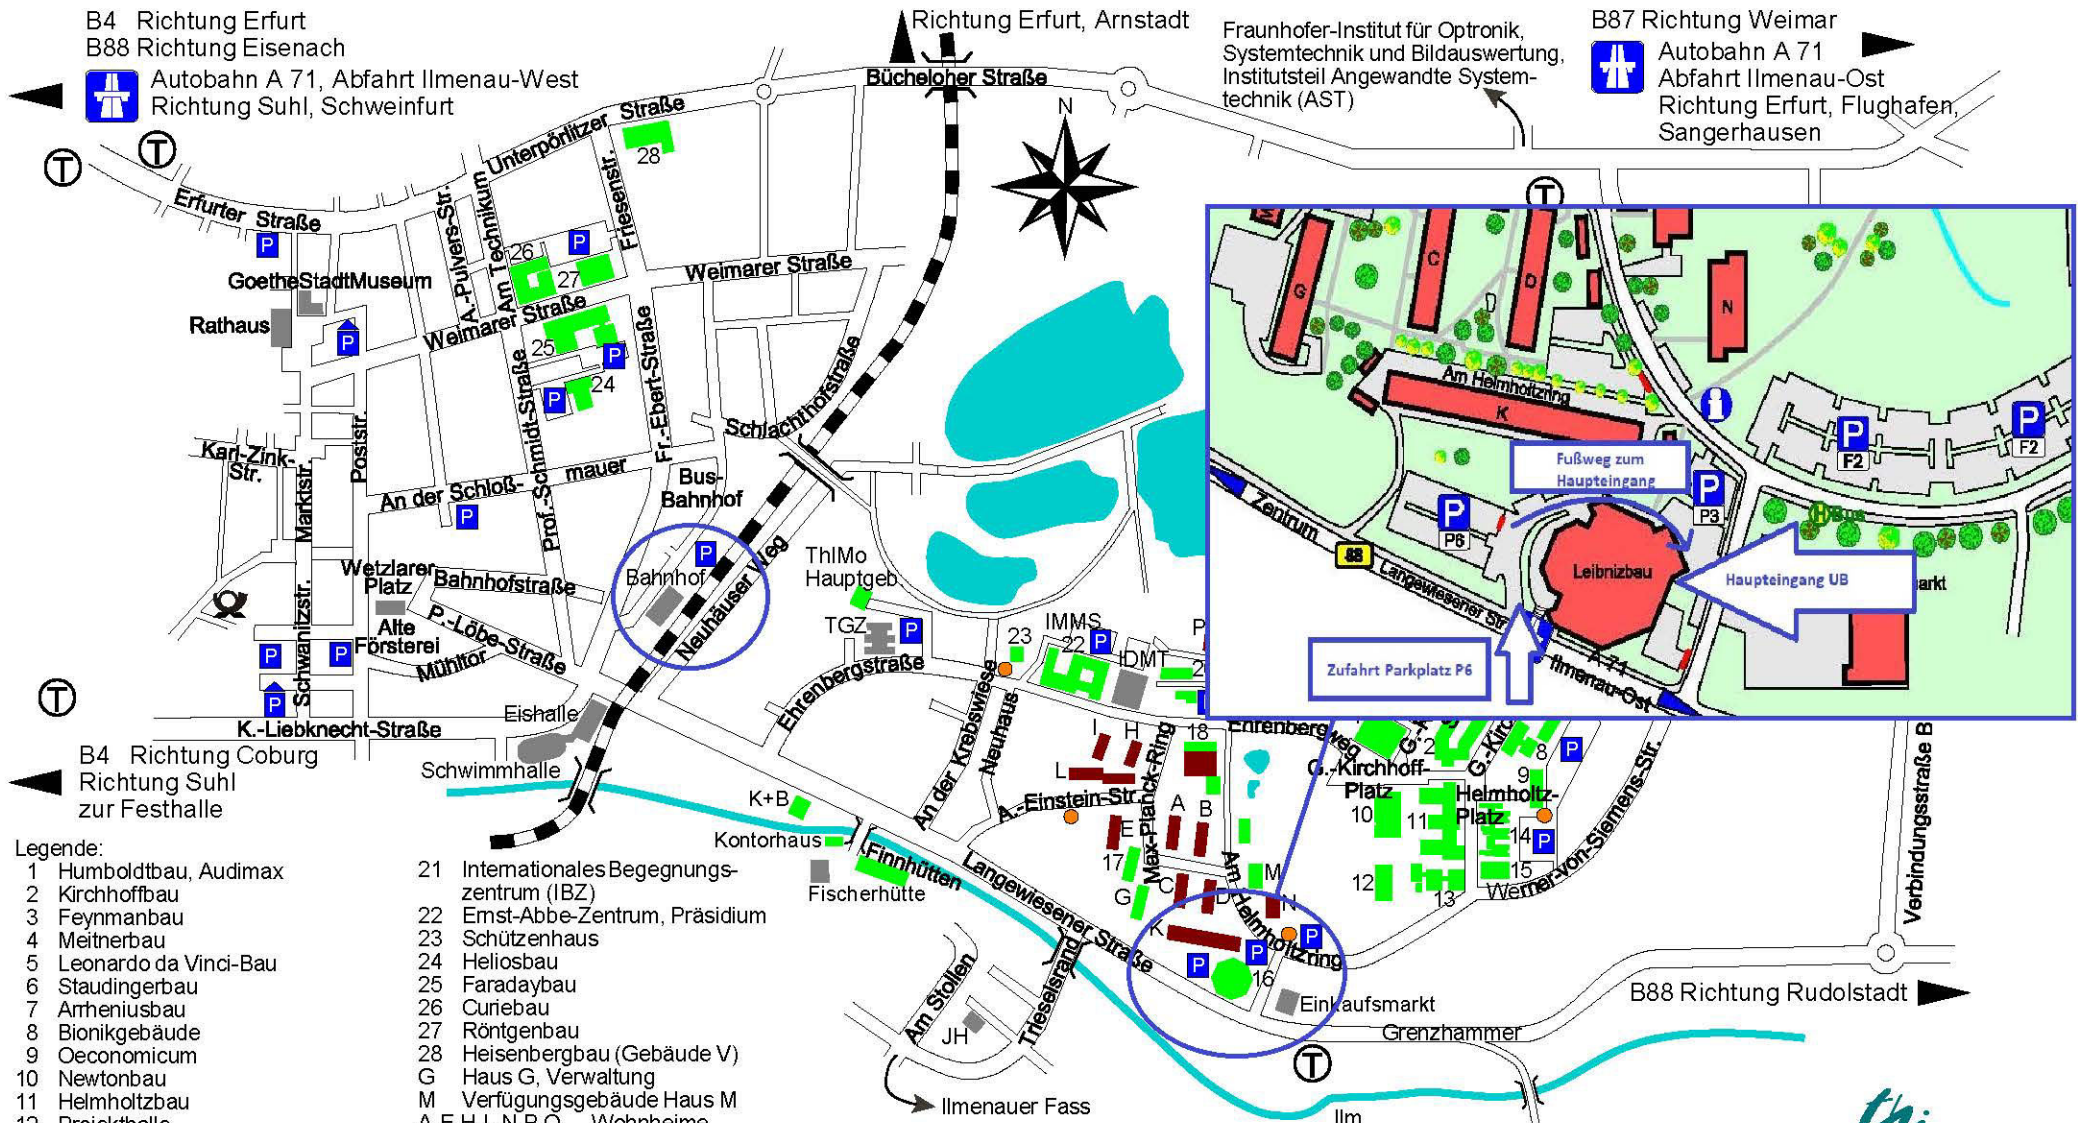 B4 Richtung Erfurt
B88 Richtung Eisenach
Autobahn A 71, Abfahrt Ilmenau-West
Richtung Suhl, Schweinfurt
Richtung Erfurt, Arnstadt
Fraunhofer-Institut für Optronik,
Systemtechnik und Bildauswertung,
Institutsteil Angewandte System-
technik (AST)
B87 Richtung Weimar
Autobahn A 71
Abfahrt Ilmenau-Ost
Richtung Erfurt, Flughafen,
Sangerhausen
Bücheloher Straße
N
T
T
T
Unterpörlitzer Straße
28
Erfurter Straße
P
A.-Pulvers-Str.
Am Technikum
Friesenstr.
26
P
27
GoetheStadtMuseum
Rathaus
P
Weimarer Straße
Weimarer Straße
25
P
24
P
Prof.-Schmidt-Straße
Fr.-Ebert-Straße
Schlachthofstraße
Karl-Zink-
Str.
Marktstr.
Poststr.
An der Schloß- mauer
P
Bus-
Bahnhof
P
Bahnhof
Neuhäuser Weg
Wetzlarer
Platz
Bahnhofstraße
P.-Löbe-Straße
Alte
Försterei
Mühltor
Schwanitzstr.
P
P
P
T
K.-Liebknecht-Straße
Eishalle
Schwimmhalle
B4 Richtung Coburg
Richtung Suhl
zur Festhalle
ThIMo
Hauptgeb
TGZ
P
Ehrenbergstraße
23
IMMS
22
P
IDMT
P
2
An der Krebswiese
Neuhaus
I
H
L
18
A.-Einstein-Str.
Max-Planck-Ring
A
B
E
17
G
C
D
M
N
K
Am Helmholtzring
P
P
P
16
Einkaufsmarkt
K+B
Kontorhaus
Finnhütten
Fischerhütte
Langewiesener Straße
Am Stollen
Trieselsrand
JH
Ilmenauer Fass
T
Grenzhammer
Ilm
Ehrenbergweg
G.-Kirchhoff-
Platz
G.-Kirc
2
8
P
9
Helmholtz-
Platz
10
11
14
P
15
12
13
Werner-von-Siemens-Str.
Verbindungsstraße B
B88 Richtung Rudolstadt
G
C
D
N
K
Am Helmholtzring
P
F2
P
F2
Fußweg zum
Haupteingang
P
P3
P
P6
Zentrum
88
Langewiesener Str
Leibnizbau
Haupteingang UB
arkt
Zufahrt Parkplatz P6
A 71
Ilmenau-Ost
H Bus
Legende:
1 Humboldtbau, Audimax
2 Kirchhoffbau
3 Feynmanbau
4 Meitnerbau
5 Leonardo da Vinci-Bau
6 Staudingerbau
7 Arrheniusbau
8 Bionikgebäude
9 Oeconomicum
10 Newtonbau
11 Helmholtzbau
12 Projekthalle
21 Internationales Begegnungs-
zentrum (IBZ)
22 Ernst-Abbe-Zentrum, Präsidium
23 Schützenhaus
24 Heliosbau
25 Faradaybau
26 Curiebau
27 Röntgenbau
28 Heisenbergbau (Gebäude V)
G Haus G, Verwaltung
M Verfügungsgebäude Haus M
Wohnheime